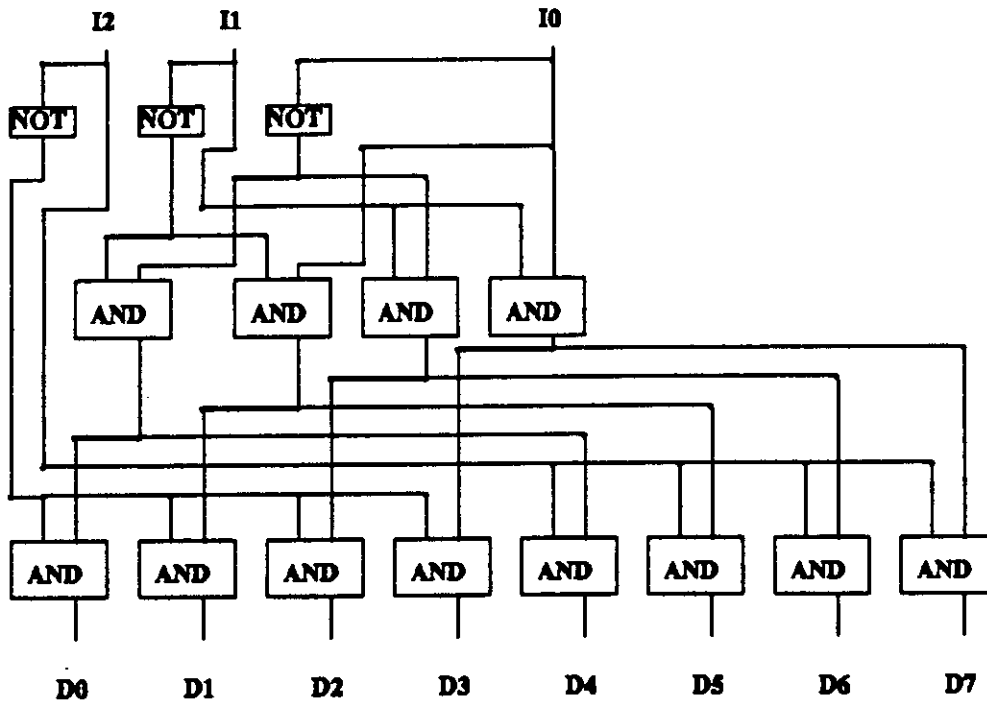 I2 I1 I0
NOT NOT NOT
AND AND AND AND
AND AND AND AND AND AND AND AND
D0 D1 D2 D3 D4 D5 D6 D7